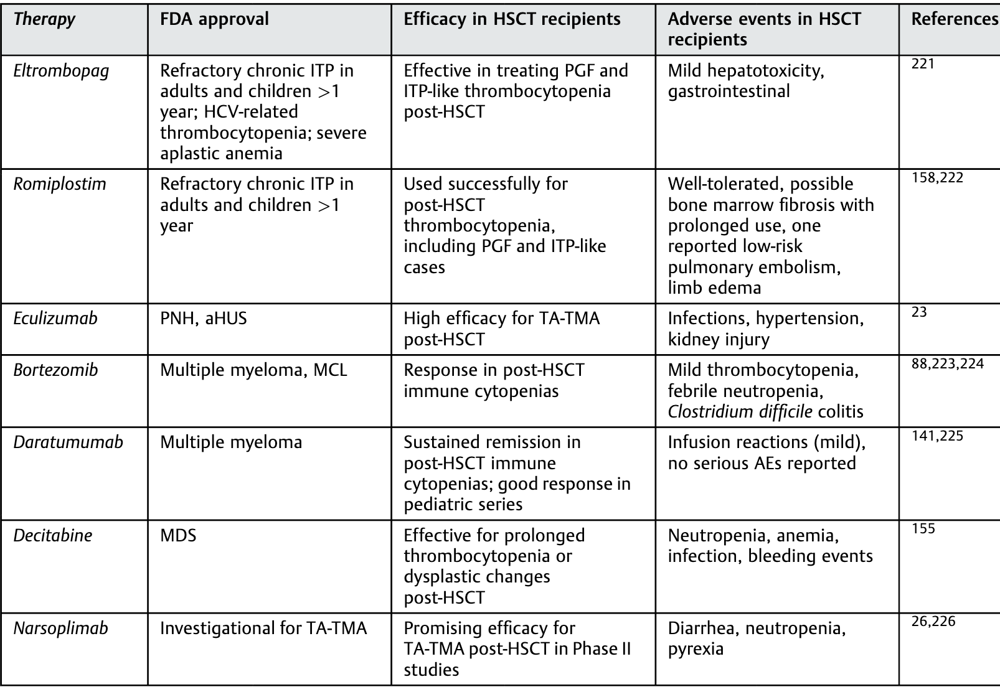 Therapy FDA approval Efficacy in HSCT recipients Adverse events in HSCT recipients References
Eltrombopag
Refractory chronic ITP in
adults and children >1
year; HCV-related
thrombocytopenia; severe
aplastic anemia
Effective in treating PGF and
ITP-like thrombocytopenia
post-HSCT
Mild hepatotoxicity,
gastrointestinal
221
Romiplostim
Refractory chronic ITP in
adults and children >1
year
Used successfully for
post-HSCT
thrombocytopenia,
including PGF and ITP-like
cases
Well-tolerated, possible
bone marrow fibrosis with
prolonged use, one
reported low-risk
pulmonary embolism,
limb edema
158,222
Eculizumab
PNH, aHUS
High efficacy for TA-TMA
post-HSCT
Infections, hypertension,
kidney injury
23
Bortezomib
Multiple myeloma, MCL
Response in post-HSCT
immune cytopenias
Mild thrombocytopenia,
febrile neutropenia,
Clostridium difficile colitis
88,223,224
Daratumumab
Multiple myeloma
Sustained remission in
post-HSCT immune
cytopenias; good response in
pediatric series
Infusion reactions (mild),
no serious AEs reported
141,225
Decitabine
MDS
Effective for prolonged
thrombocytopenia or
dysplastic changes
post-HSCT
Neutropenia, anemia,
infection, bleeding events
155
Narsoplimab
Investigational for TA-TMA
Promising efficacy for
TA-TMA post-HSCT in Phase II
studies
Diarrhea, neutropenia,
pyrexia
26,226